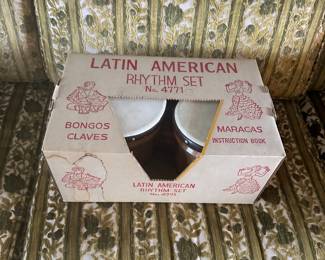 LATIN AMERICAN
RHYTHM SET
No. 4771
BONGOS
CLAVES
MARACAS
INSTRUCTION BOOK
LATIN AMERICAN
RHYTHM SET